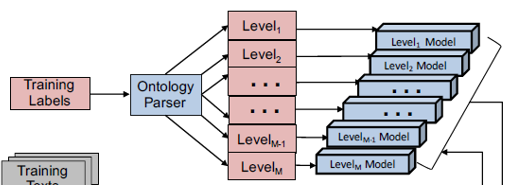 Training
Labels
Ontology
Parser
Level1
Level2
...
...
LevelM-1
LevelM
Level1 Model
Level2 Model
...
...
LevelM-1 Model
LevelM Model
Training
Texts